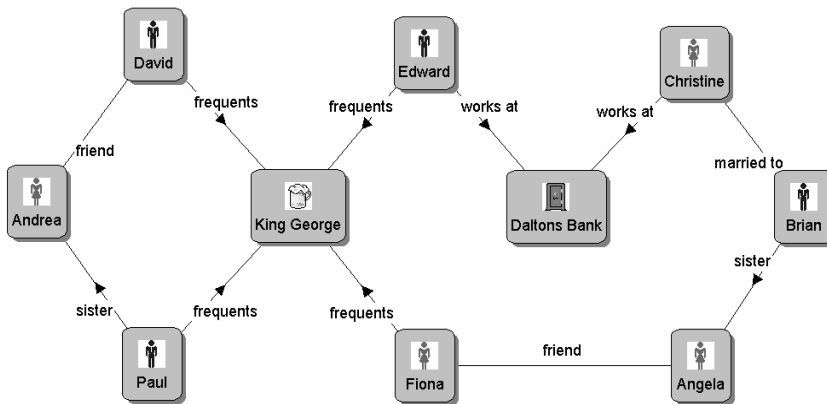 David
Edward
Christine
frequents
frequents
works at
works at
friend
married to
Andrea
King George
Daltons Bank
Brian
sister
sister
frequents
frequents
friend
Paul
Fiona
Angela